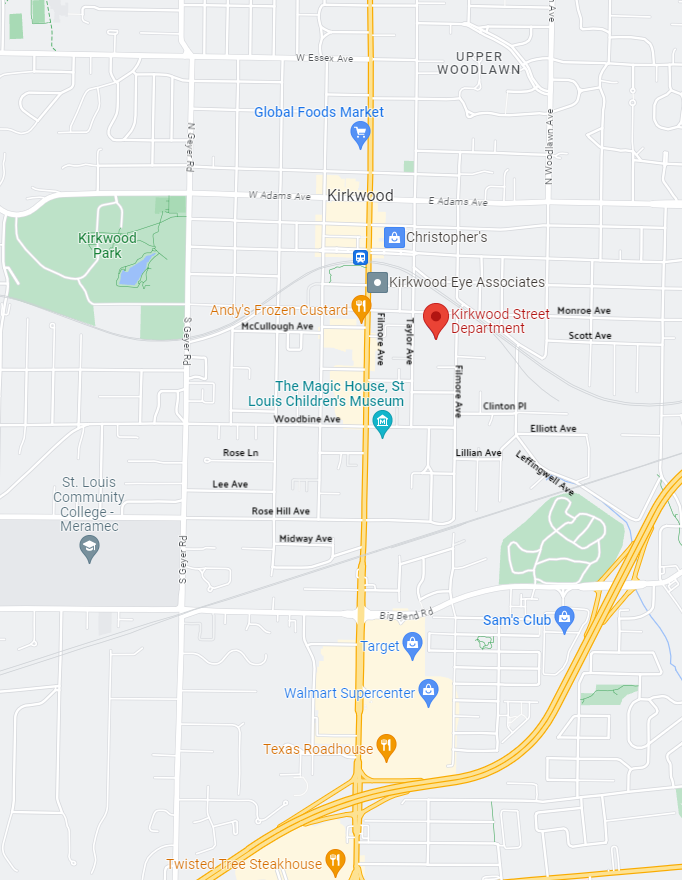 Ave
W Essex Ave
UPPER
WOODLAWN
Global Foods Market
N Geyer Rd
N Woodlawn Ave
W Adams Ave
Kirkwood
E Adams Ave
Kirkwood
Park
Christopher's
Kirkwood Eye Associates
Andy's Frozen Custard
Kirkwood Street
Department
Monroe Ave
McCullough Ave
Filmore Ave
Taylor Ave
Scott Ave
S Geyer Rd
The Magic House, St
Louis Children's Museum
Filmore Ave
Clinton Pl
Woodbine Ave
Elliott Ave
Rose Ln
Lillian Ave
Leffingwell Ave
St. Louis
Community
College -
Meramec
Lee Ave
Rose Hill Ave
Midway Ave
S Geyer Rd
Big Bend Rd
Sam's Club
Target
Walmart Supercenter
Texas Roadhouse
Twisted Tree Steakhouse